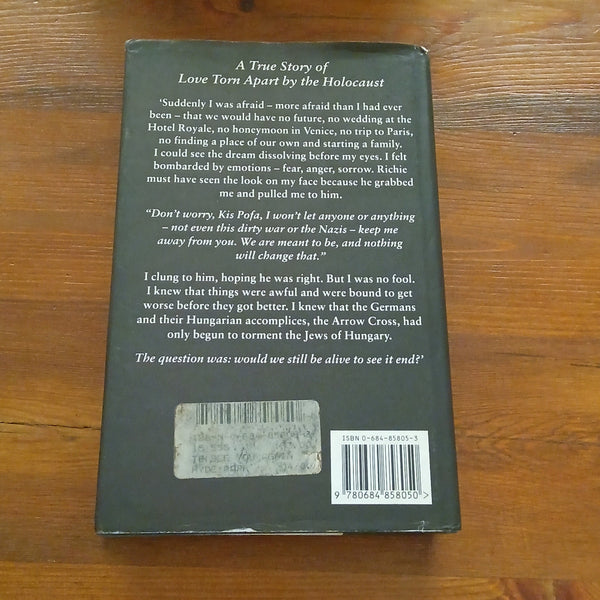 A True Story of
Love Torn Apart by the Holocaust
'Suddenly I was afraid – more afraid than I had ever
been – that we would have no future, no wedding at the
Hotel Royale, no honeymoon in Venice, no trip to Paris,
no finding a place of our own and starting a family.
I could see the dream dissolving before my eyes. I felt
bombarded by emotions – fear, anger, sorrow. Richie
must have seen the look on my face because he grabbed
me and pulled me to him.
"Don't worry, Kis Pofa, I won't let anyone or anything
– not even this dirty war or the Nazis – keep me
away from you. We are meant to be, and nothing
will change that."
I clung to him, hoping he was right. But I was no fool.
I knew that things were awful and were bound to get
worse before they got better. I knew that the Germans
and their Hungarian accomplices, the Arrow Cross, had
only begun to torment the Jews of Hungary.
The question was: would we still be alive to see it end?'
YOU AGAIN
ISBN 0-684-85805-3
9 780684 858050 >